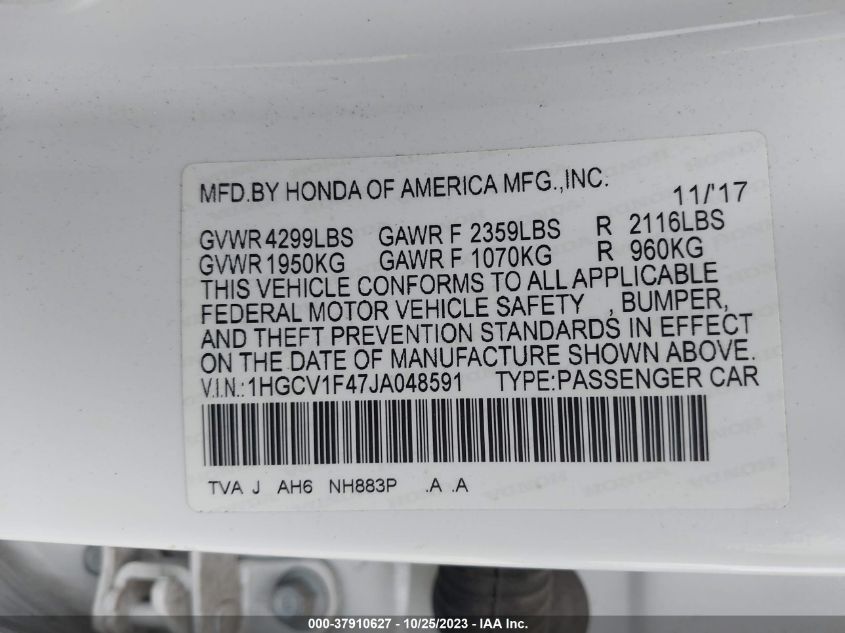 MFD.BY HONDA OF AMERICA MFG.,INC. 11/'17
GVWR 4299LBS GAWR F 2359LBS R 2116LBS
GVWR 1950KG GAWR F 1070KG R 960KG
THIS VEHICLE CONFORMS TO ALL APPLICABLE
FEDERAL MOTOR VEHICLE SAFETY , BUMPER,
AND THEFT PREVENTION STANDARDS IN EFFECT
ON THE DATE OF MANUFACTURE SHOWN ABOVE.
V.I.N.:1HGCV1F47JA048591 TYPE:PASSENGER CAR
TVA J AH6 NH883P .A .A
000-37910627 - 10/25/2023 - IAA Inc.